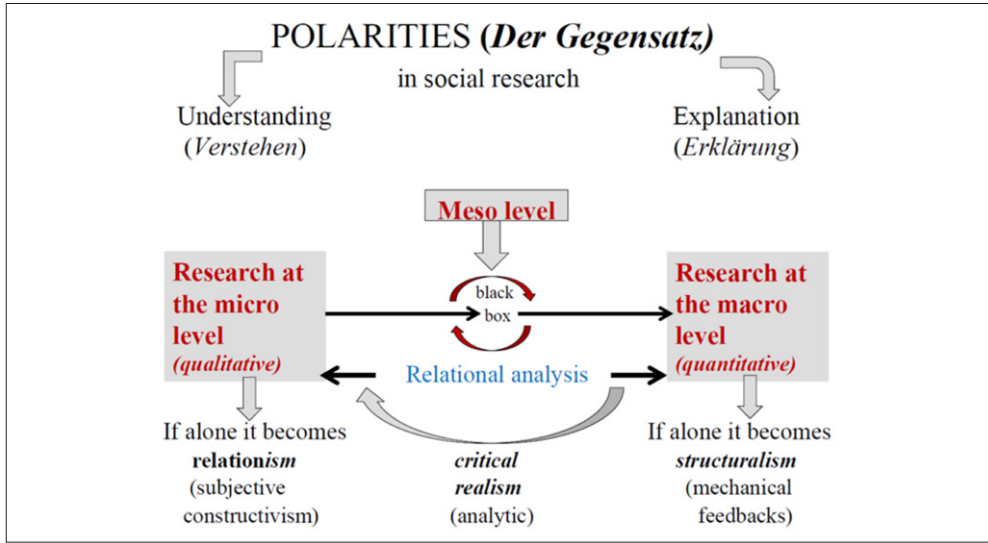 POLARITIES (Der Gegensatz)
in social research
Understanding
(Verstehen)
Explanation
(Erklärung)
Meso level
Research at
the micro
level
(qualitative)
black
box
Research at
the macro
level
(quantitative)
Relational analysis
If alone it becomes
relationism
(subjective
constructivism)
critical
realism
(analytic)
If alone it becomes
structuralism
(mechanical
feedbacks)